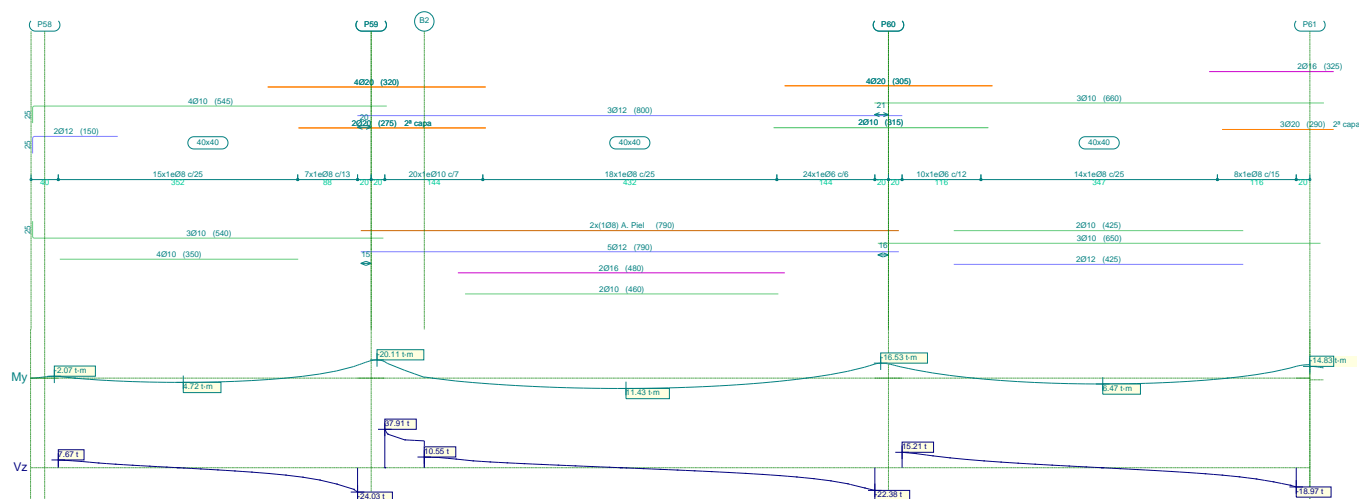 P58 P59 B2 P60 P61
2Ø16 (325)
4Ø20 (320) 4Ø20 (305)
4Ø10 (545) 3Ø10 (660)
25 20 3Ø12 (800) 21
2Ø20 (275) 2ª capa 2Ø10 (815) 3Ø20 (290) 2ª capa
2Ø12 (150)
25 40x40 40x40 40x40
15x1eØ8 c/25 7x1eØ8 c/13 20x1eØ10 c/7 18x1eØ8 c/25 24x1eØ6 c/6 10x1eØ6 c/12 14x1eØ8 c/25 8x1eØ8 c/15
40 352 88 20 20 144 432 144 20 20 116 347 116 20
25 2x(1Ø8) A. Piel (790) 2Ø10 (425)
3Ø10 (540) 3Ø10 (650)
15 5Ø12 (790) 16
4Ø10 (350) 2Ø12 (425)
2Ø16 (480)
2Ø10 (460)
-20.11 t·m -16.53 t·m -14.83 t·m
-2.07 t·m
My
4.72 t·m 11.43 t·m 6.47 t·m
37.91 t
7.67 t 10.55 t 15.21 t
Vz
-24.03 t -22.38 t -18.97 t